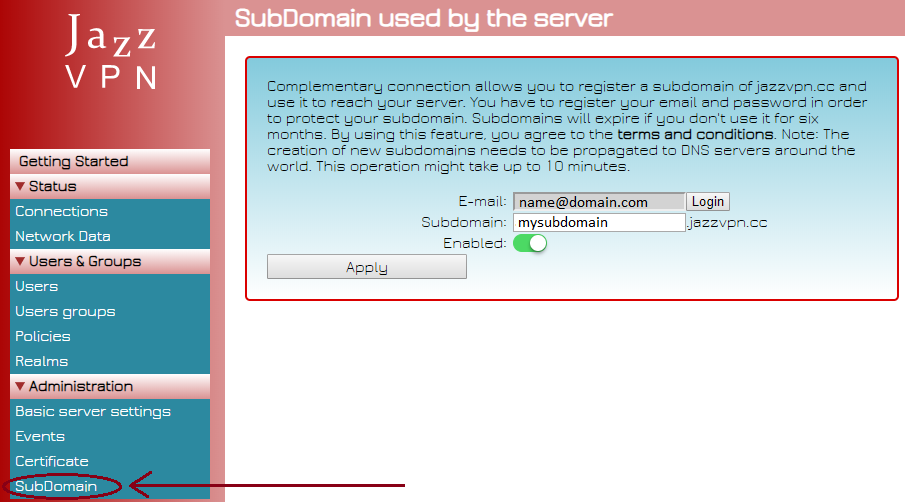 Jazz
VPN
Getting Started
Status
Connections
Network Data
Users & Groups
Users
Users groups
Policies
Realms
Administration
Basic server settings
Events
Certificate
SubDomain
SubDomain used by the server
Complementary connection allows you to register a subdomain of jazzvpn.cc and
use it to reach your server. You have to register your email and password in order
to protect your subdomain. Subdomains will expire if you don't use it for six
months. By using this feature, you agree to the terms and conditions. Note: The
creation of new subdomains needs to be propagated to DNS servers around the
world. This operation might take up to 10 minutes.
E-mail: name@domain.com Login
Subdomain: mysubdomain .jazzvpn.cc
Enabled:
Apply